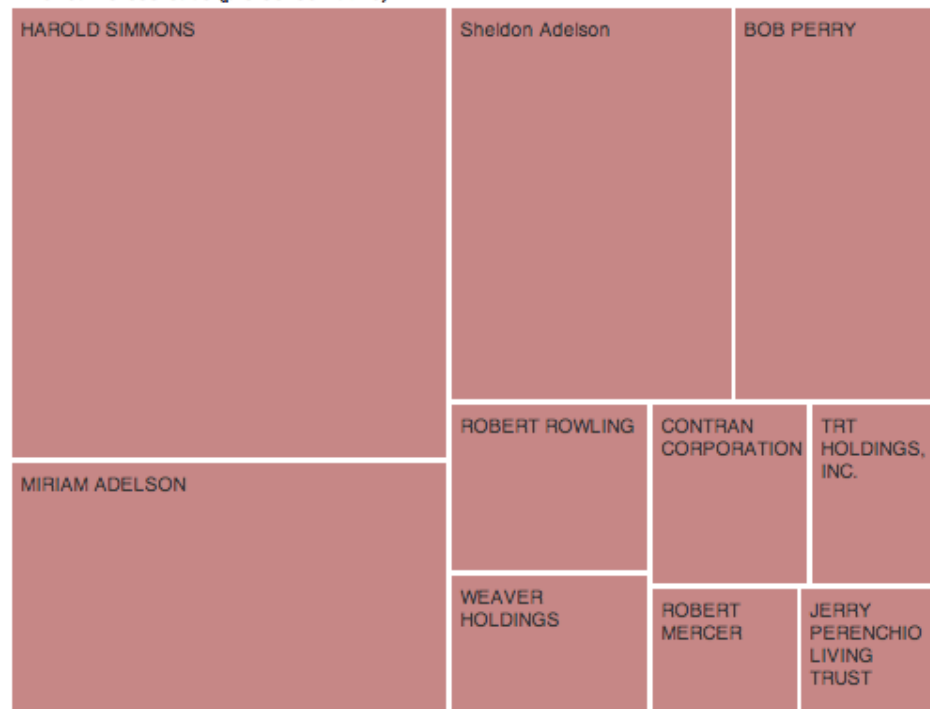 HAROLD SIMMONS
Sheldon Adelson
BOB PERRY
MIRIAM ADELSON
ROBERT ROWLING
CONTRAN
CORPORATION
TRT
HOLDINGS,
INC.
WEAVER
HOLDINGS
ROBERT
MERCER
JERRY
PERENCHIO
LIVING
TRUST